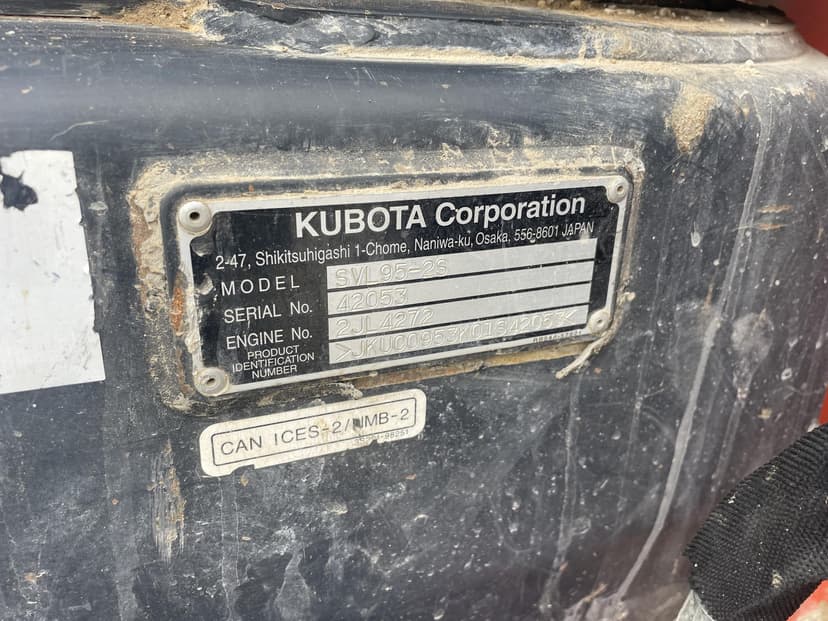 KUBOTA Corporation
2-47, Shikitsuhigashi 1-Chome, Naniwa-ku, Osaka, 556-8601 JAPAN
MODEL SVL95-2S
SERIAL No. 42053
ENGINE No. 2JL4272
PRODUCT IDENTIFICATION NUMBER >JKUC0953K01S42053<
CAN ICES-2/NMB-2